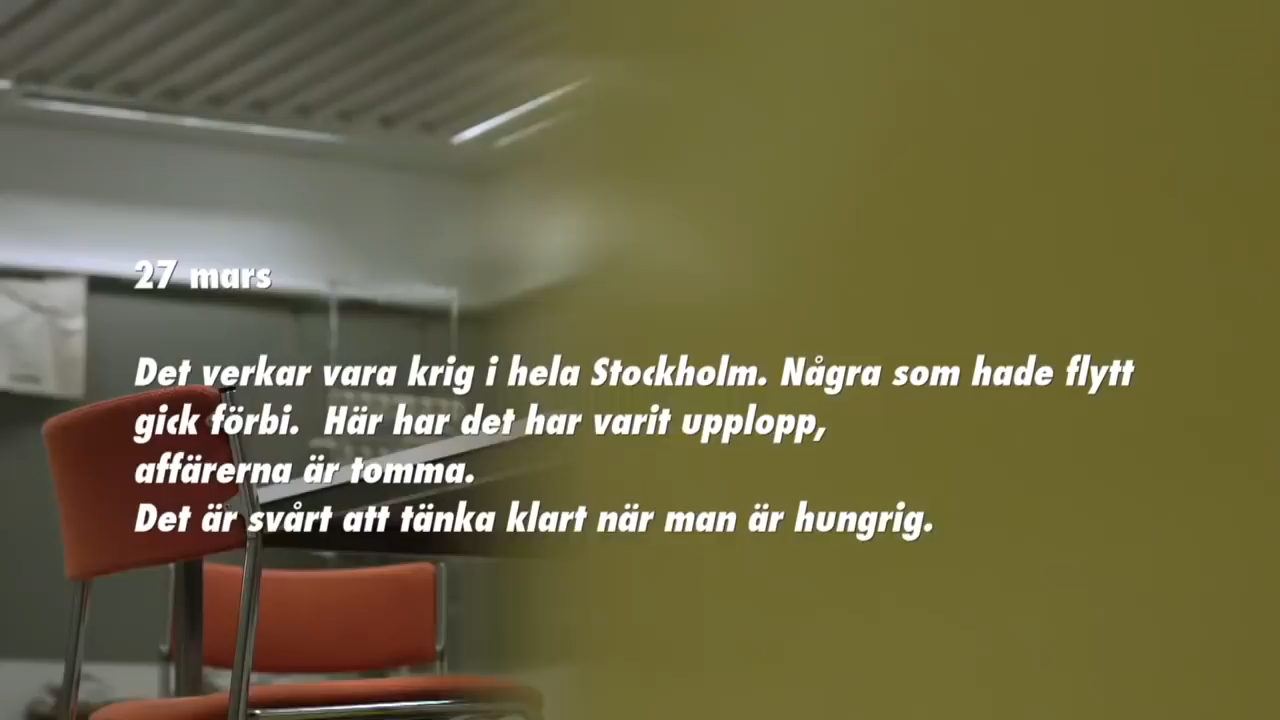 27 mars
Det verkar vara krig i hela Stockholm. Några som hade flytt
gick förbi.  Här har det har varit upplopp,
affärerna är tomma.
Det är svårt att tänka klart när man är hungrig.